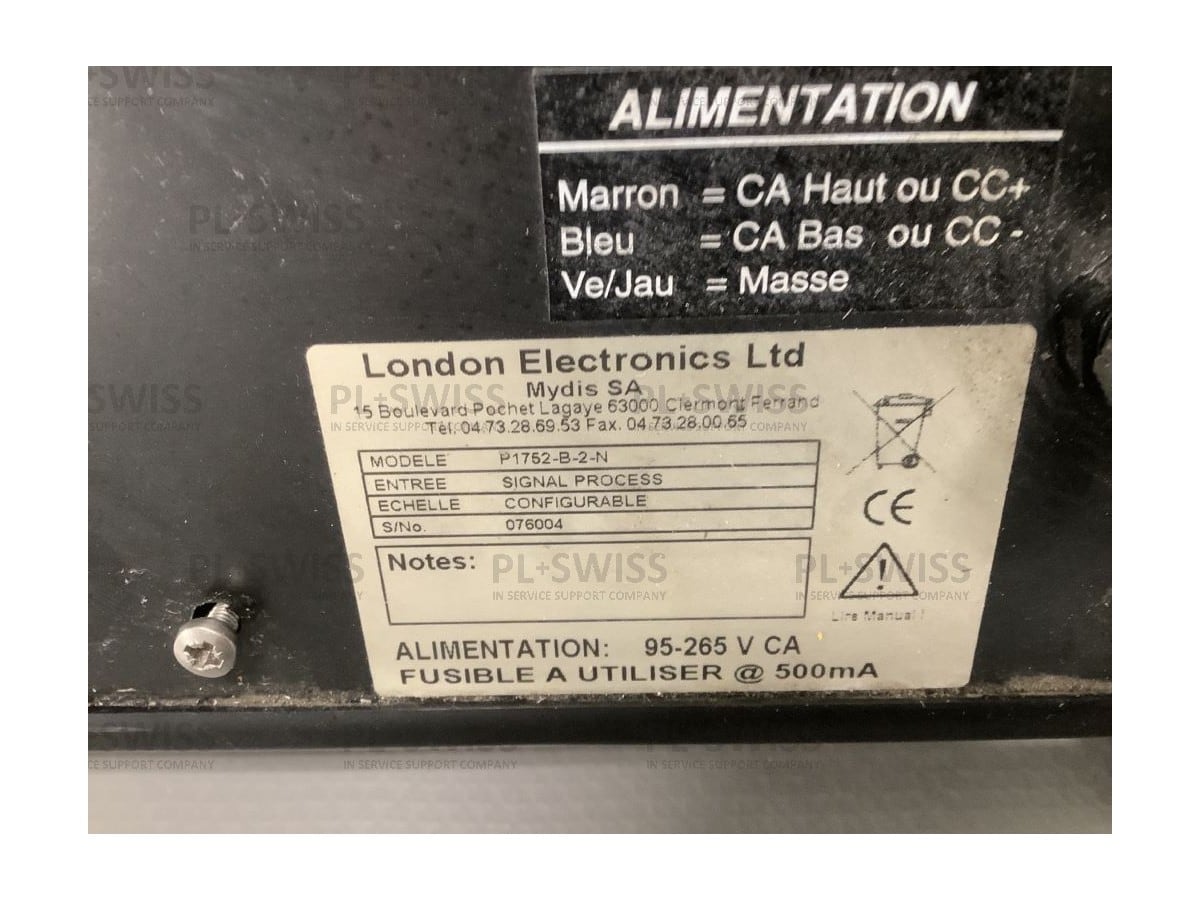 ALIMENTATION
Marron = CA Haut ou CC+
Bleu = CA Bas ou CC -
Ve/Jau = Masse
London Electronics Ltd
Mydis SA
15 Boulevard Pochet Lagaye 63000 Clermont Ferrand
Tel. 04.73.28.69.53 Fax. 04.73.28.00.65
MODELE P1752-B-2-N
ENTREE SIGNAL PROCESS
ECHELLE CONFIGURABLE
S/No. 076004
CE
Notes:
Lire Manual !
ALIMENTATION: 95-265 V CA
FUSIBLE A UTILISER @ 500mA
PL+SWISS
IN SERVICE SUPPORT COMPANY